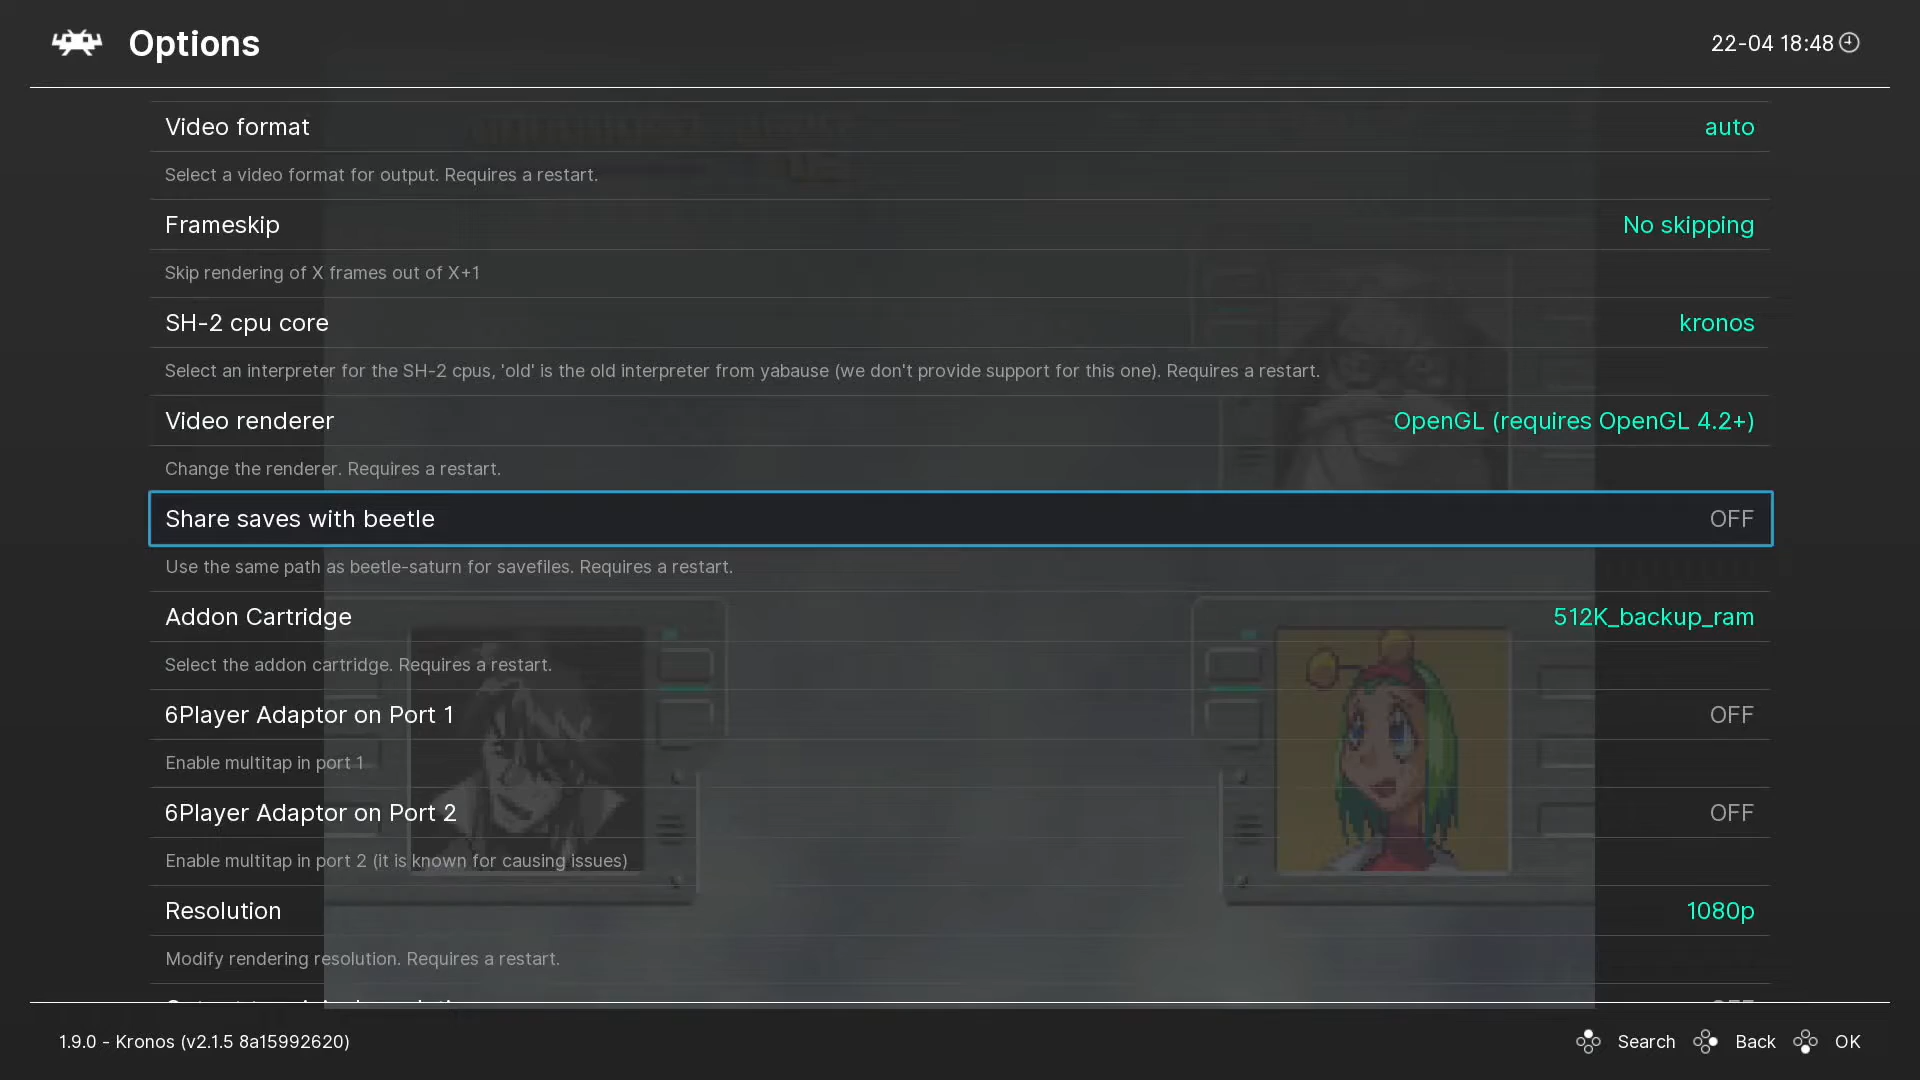 Options
22-04 18:48
Video format
auto
Select a video format for output. Requires a restart.
Frameskip
No skipping
Skip rendering of X frames out of X+1
SH-2 cpu core
kronos
Select an interpreter for the SH-2 cpus, 'old' is the old interpreter from yabause (we don't provide support for this one). Requires a restart.
Video renderer
OpenGL (requires OpenGL 4.2+)
Change the renderer. Requires a restart.
Share saves with beetle
OFF
Use the same path as beetle-saturn for savefiles. Requires a restart.
Addon Cartridge
512K_backup_ram
Select the addon cartridge. Requires a restart.
6Player Adaptor on Port 1
OFF
Enable multitap in port 1
6Player Adaptor on Port 2
OFF
Enable multitap in port 2 (it is known for causing issues)
Resolution
1080p
Modify rendering resolution. Requires a restart.
1.9.0 - Kronos (v2.1.5 8a15992620)
Search
Back
OK